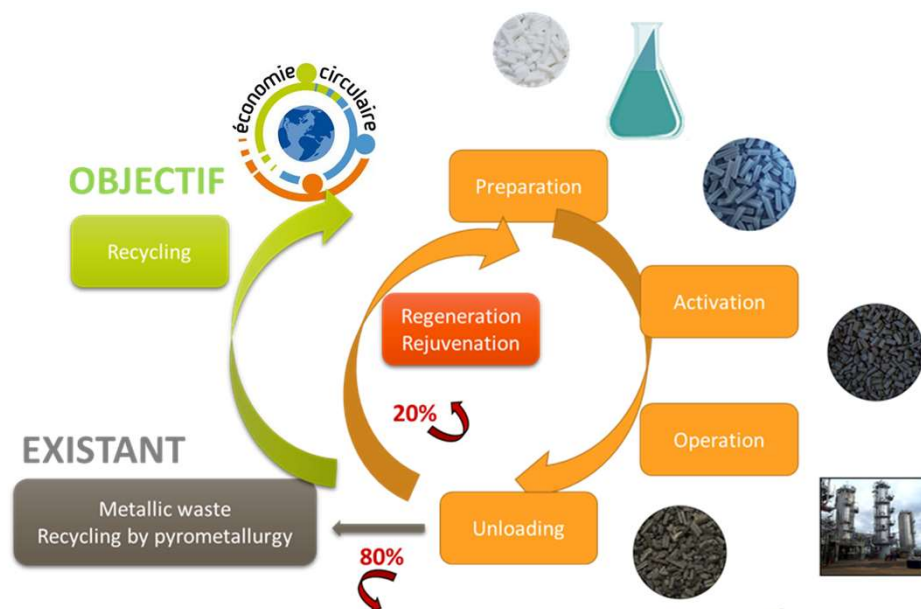 économie circulaire
OBJECTIF
Preparation
Recycling
Activation
Regeneration
Rejuvenation
20%
Operation
EXISTANT
Metallic waste
Recycling by pyrometallurgy
Unloading
80%